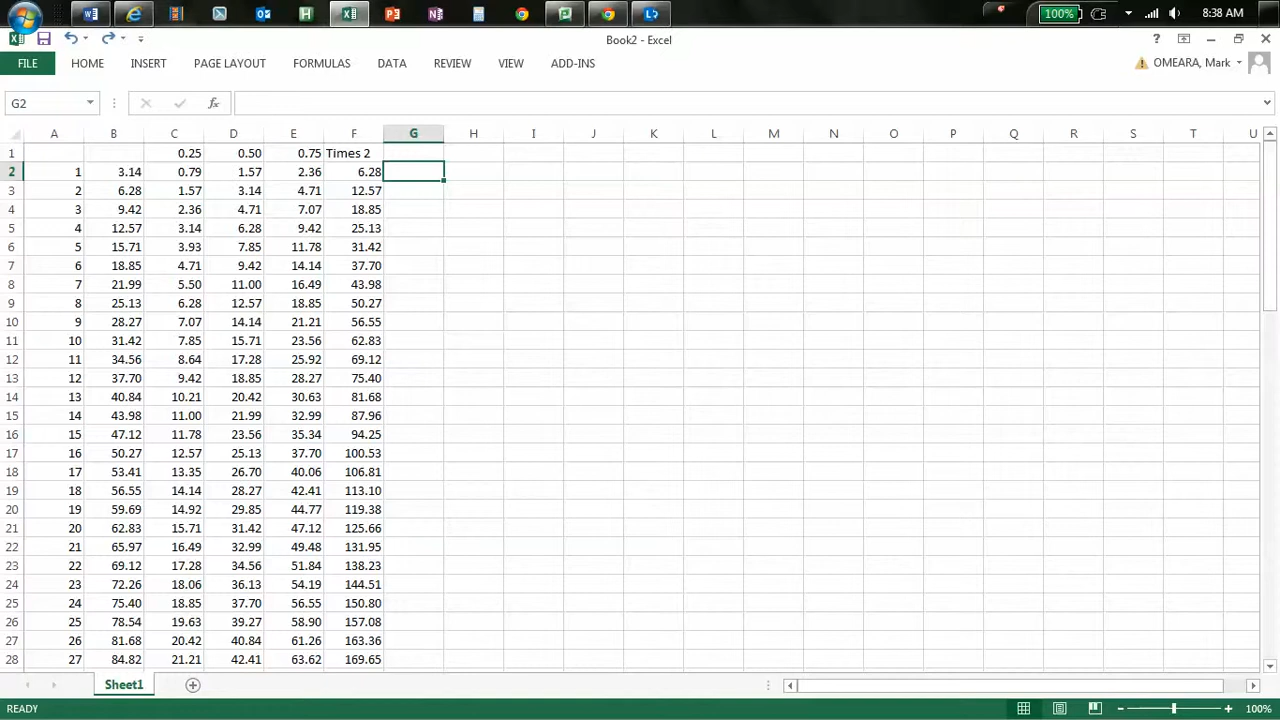 100% 8:38 AM
Book2 - Excel ?
FILE HOME INSERT PAGE LAYOUT FORMULAS DATA REVIEW VIEW ADD-INS OMEARA, Mark
G2 fx
A B C D E F G H I J K L M N O P Q R S T U
1 0.25 0.50 0.75 Times 2
2 1 3.14 0.79 1.57 2.36 6.28
3 2 6.28 1.57 3.14 4.71 12.57
4 3 9.42 2.36 4.71 7.07 18.85
5 4 12.57 3.14 6.28 9.42 25.13
6 5 15.71 3.93 7.85 11.78 31.42
7 6 18.85 4.71 9.42 14.14 37.70
8 7 21.99 5.50 11.00 16.49 43.98
9 8 25.13 6.28 12.57 18.85 50.27
10 9 28.27 7.07 14.14 21.21 56.55
11 10 31.42 7.85 15.71 23.56 62.83
12 11 34.56 8.64 17.28 25.92 69.12
13 12 37.70 9.42 18.85 28.27 75.40
14 13 40.84 10.21 20.42 30.63 81.68
15 14 43.98 11.00 21.99 32.99 87.96
16 15 47.12 11.78 23.56 35.34 94.25
17 16 50.27 12.57 25.13 37.70 100.53
18 17 53.41 13.35 26.70 40.06 106.81
19 18 56.55 14.14 28.27 42.41 113.10
20 19 59.69 14.92 29.85 44.77 119.38
21 20 62.83 15.71 31.42 47.12 125.66
22 21 65.97 16.49 32.99 49.48 131.95
23 22 69.12 17.28 34.56 51.84 138.23
24 23 72.26 18.06 36.13 54.19 144.51
25 24 75.40 18.85 37.70 56.55 150.80
26 25 78.54 19.63 39.27 58.90 157.08
27 26 81.68 20.42 40.84 61.26 163.36
28 27 84.82 21.21 42.41 63.62 169.65
Sheet1
READY 100%